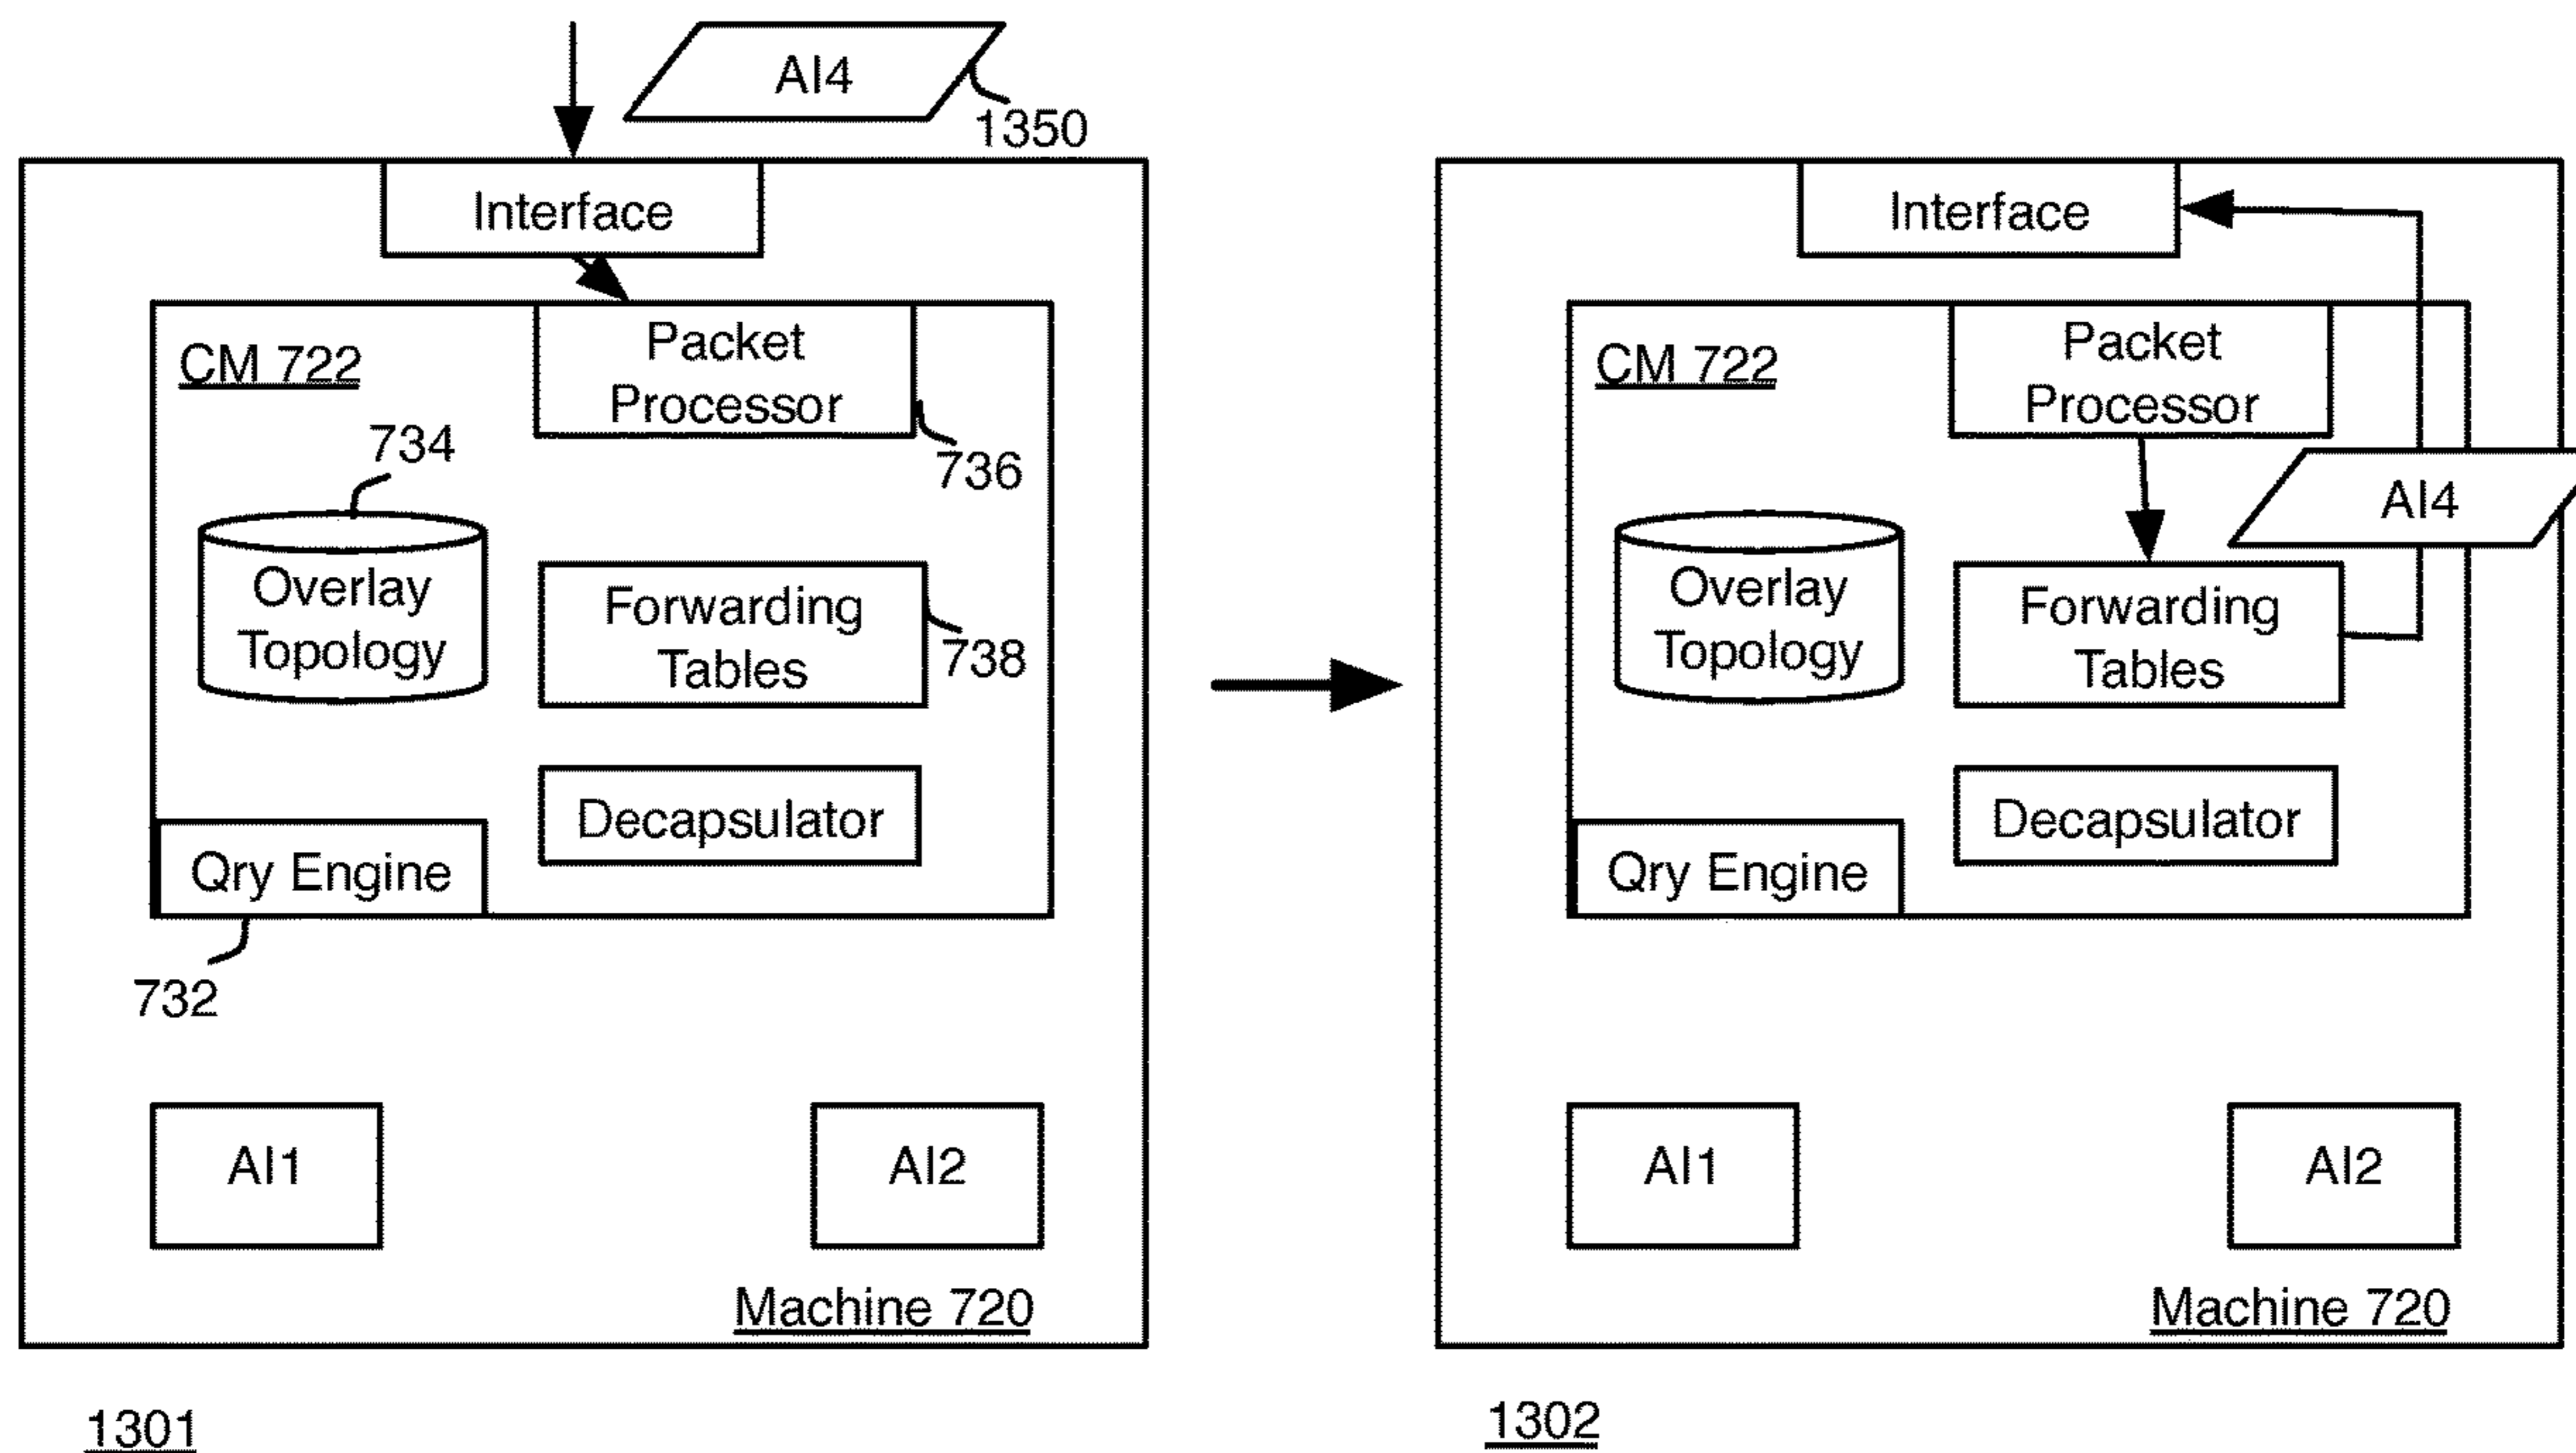 AI4
1350
Interface
Packet
Processor
CM 722
736
734
Overlay
Topology
Forwarding
Tables
738
Decapsulator
Qry Engine
732
AI1
AI2
Machine 720
1301
Interface
Packet
Processor
CM 722
AI4
Overlay
Topology
Forwarding
Tables
Decapsulator
Qry Engine
AI1
AI2
Machine 720
1302